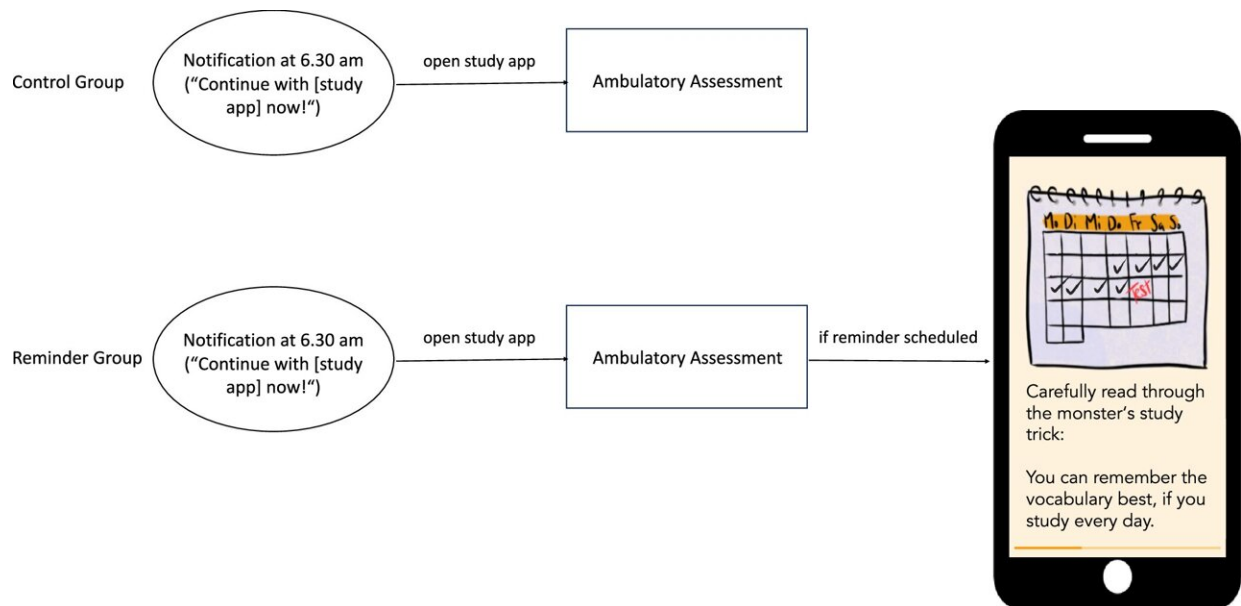 Control Group
Notification at 6.30 am
(“Continue with [study
app] now!“)
open study app
Ambulatory Assessment
Reminder Group
Notification at 6.30 am
(“Continue with [study
app] now!“)
open study app
Ambulatory Assessment
if reminder scheduled
Mo Di Mi Do Fr Sa So
TEST
Carefully read through
the monster’s study
trick:
You can remember the
vocabulary best, if you
study every day.